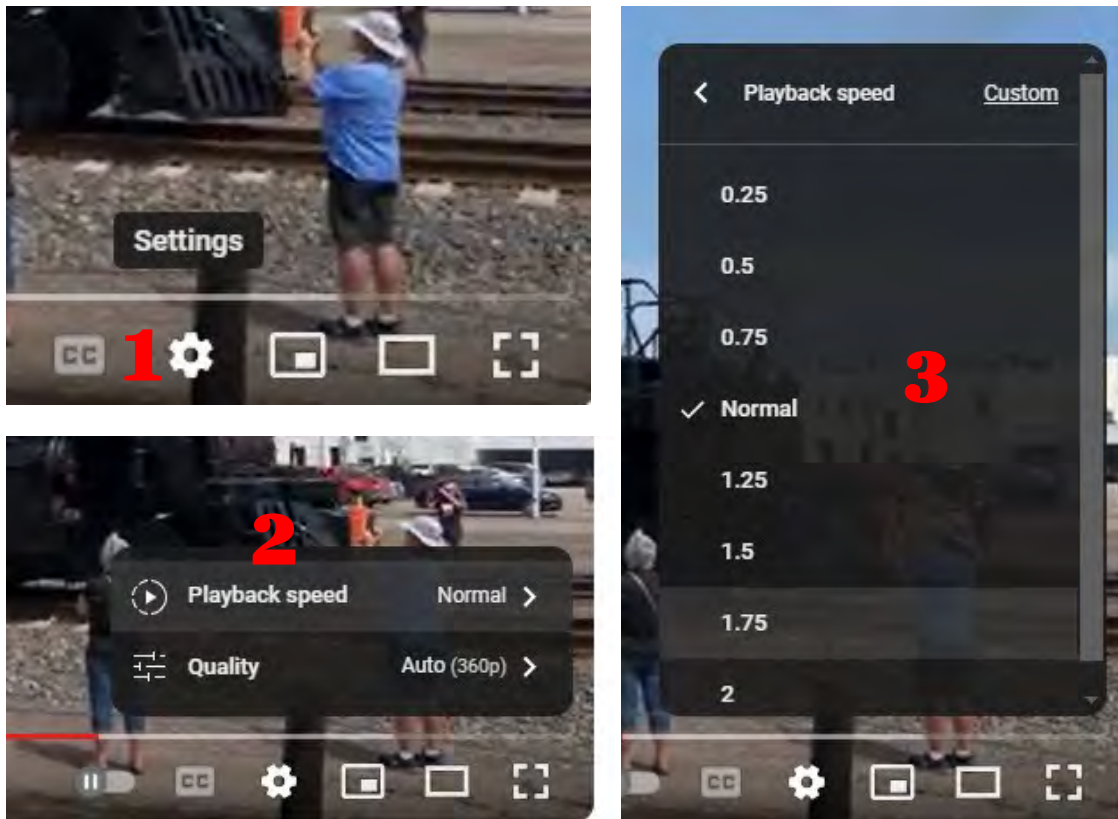 Settings
CC 1
2
Playback speed Normal
Quality Auto (360p)
CC
Playback speed Custom
0.25
0.5
0.75
3
Normal
1.25
1.5
1.75
2
CC